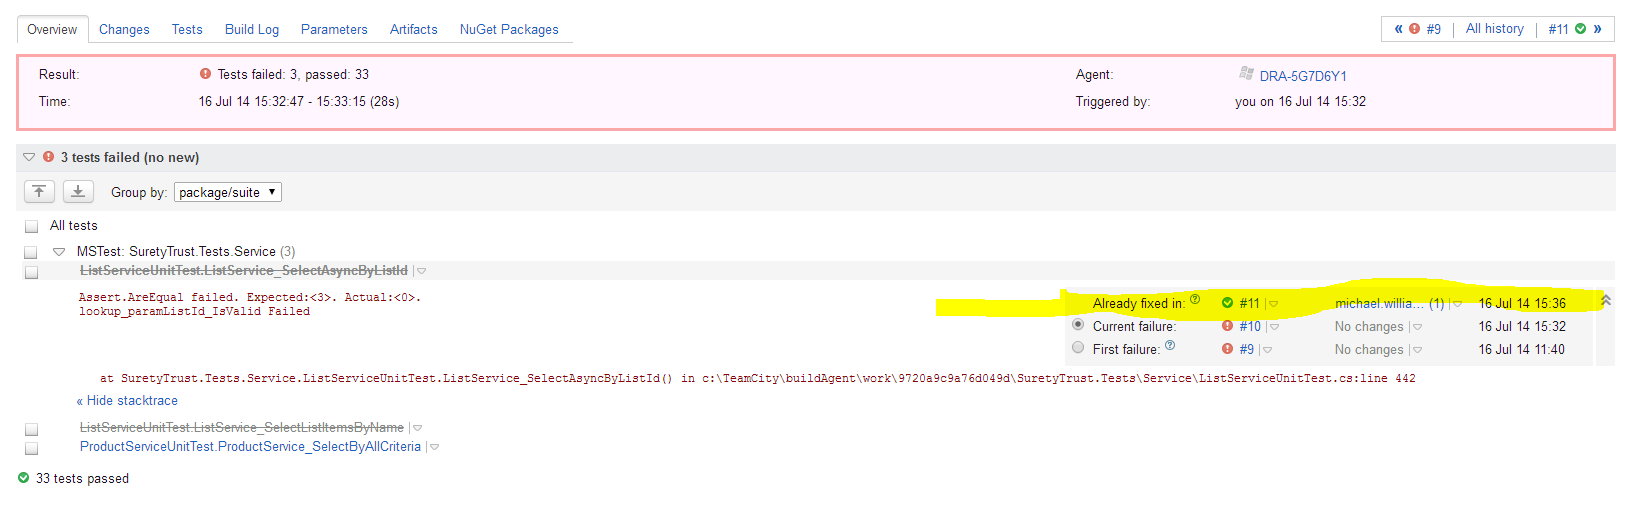 Overview Changes Tests Build Log Parameters Artifacts NuGet Packages « #9 | All history | #11 »
Result: Tests failed: 3, passed: 33 Agent: DRA-5G7D6Y1
Time: 16 Jul 14 15:32:47 - 15:33:15 (28s) Triggered by: you on 16 Jul 14 15:32
3 tests failed (no new)
Group by: package/suite
All tests
MSTest: SuretyTrust.Tests.Service (3)
ListServiceUnitTest.ListService_SelectAsyncByListId
Assert.AreEqual failed. Expected:<3>. Actual:<0>.
lookup_paramListId_IsValid Failed
Already fixed in: #11 michael.willia... (1) 16 Jul 14 15:36
Current failure: #10 No changes 16 Jul 14 15:32
First failure: #9 No changes 16 Jul 14 11:40
at SuretyTrust.Tests.Service.ListServiceUnitTest.ListService_SelectAsyncByListId() in c:\TeamCity\buildAgent\work\9720a9c9a76d049d\SuretyTrust.Tests\Service\ListServiceUnitTest.cs:line 442
« Hide stacktrace
ListServiceUnitTest.ListService_SelectListItemsByName
ProductServiceUnitTest.ProductService_SelectByAllCriteria
33 tests passed